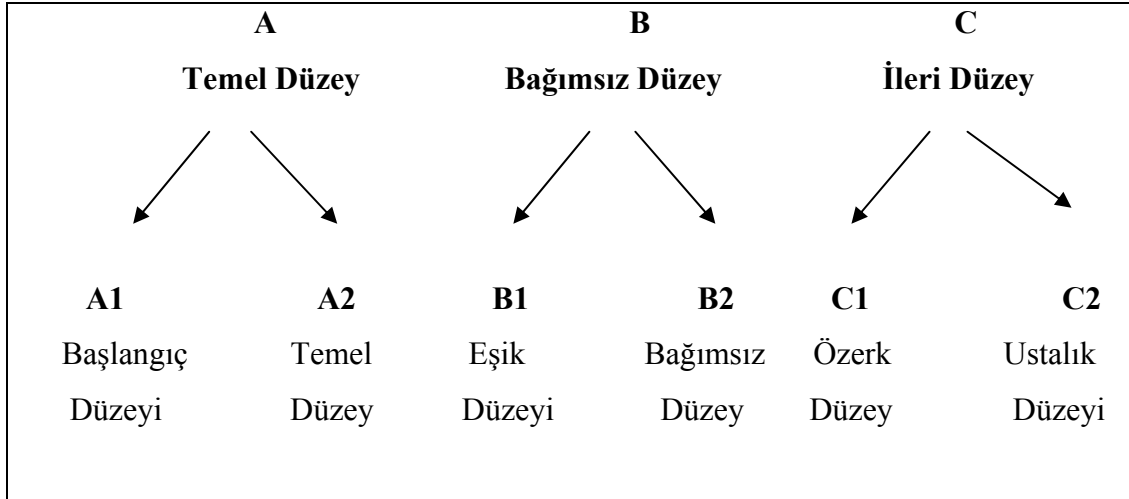 A B C
Temel Düzey Bağımsız Düzey İleri Düzey
A1 A2 B1 B2 C1 C2
Başlangıç Temel Eşik Bağımsız Özerk Ustalık
Düzeyi Düzey Düzeyi Düzey Düzey Düzeyi